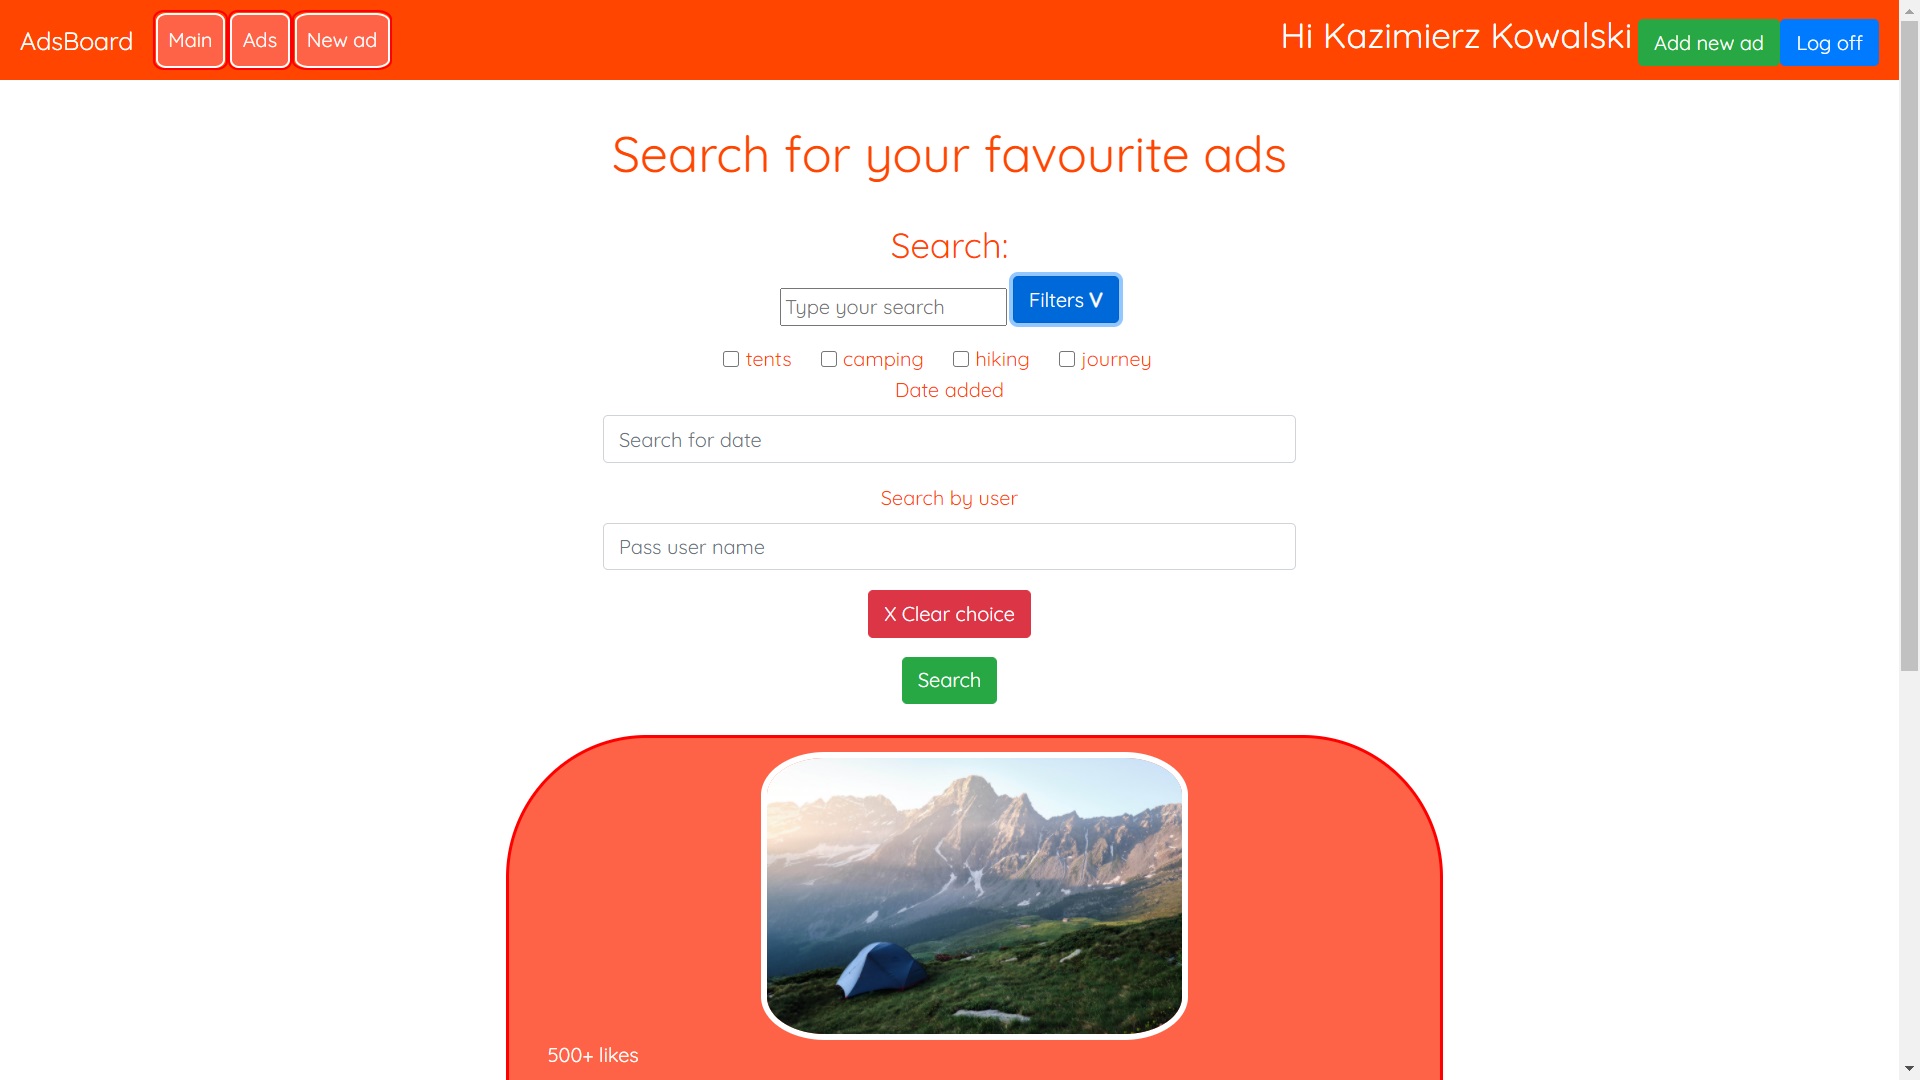 AdsBoard Main Ads New ad Hi Kazimierz Kowalski Add new ad Log off
Search for your favourite ads
Search:
Type your search Filters V
tents camping hiking journey
Date added
Search for date
Search by user
Pass user name
X Clear choice
Search
500+ likes